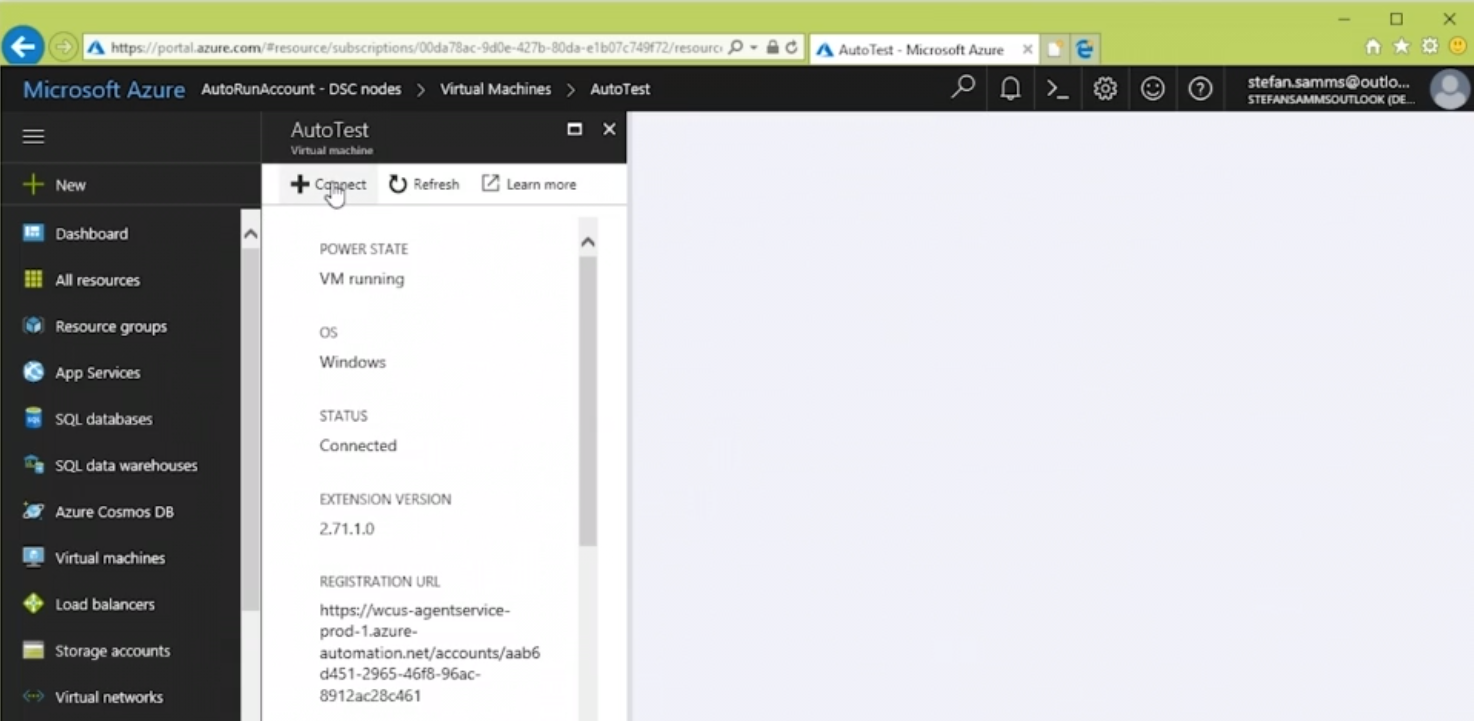 https://portal.azure.com/#resource/subscriptions/00da78ac-9d0e-427b-80da-e1b07c749f72/resourc
AutoTest - Microsoft Azure
Microsoft Azure AutoRunAccount - DSC nodes > Virtual Machines > AutoTest
stefan.samms@outlo...
STEFANSAMMSOUTLOOK (DE...
AutoTest
Virtual machine
New
Connect Refresh Learn more
Dashboard
All resources
Resource groups
App Services
SQL databases
SQL data warehouses
Azure Cosmos DB
Virtual machines
Load balancers
Storage accounts
Virtual networks
POWER STATE
VM running
OS
Windows
STATUS
Connected
EXTENSION VERSION
2.71.1.0
REGISTRATION URL
https://wcus-agentservice-
prod-1.azure-
automation.net/accounts/aab6
d451-2965-46f8-96ac-
8912ac28c461